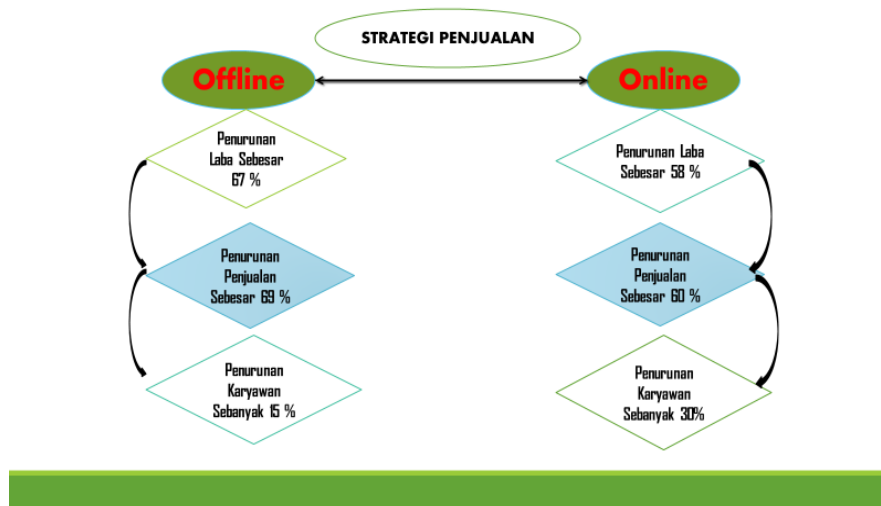 STRATEGI PENJUALAN
Offline
Online
Penurunan
Laba Sebesar
67 %
Penurunan Laba
Sebesar 58 %
Penurunan
Penjualan
Sebesar 69 %
Penurunan
Penjualan
Sebesar 60 %
Penurunan
Karyawan
Sebanyak 15 %
Penurunan
Karyawan
Sebanyak 30%